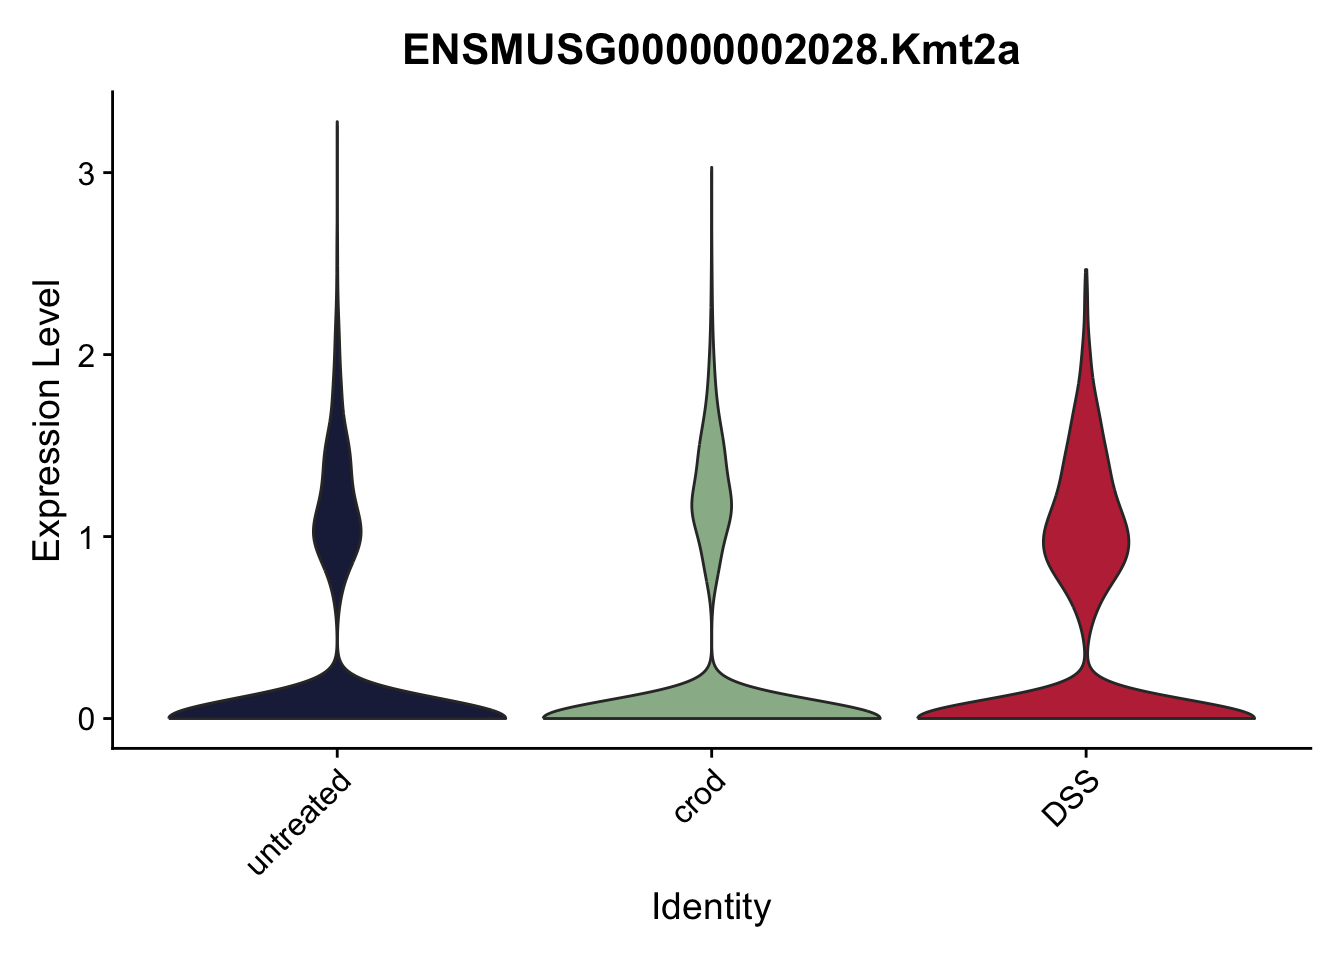 ENSMUSG00000002028.Kmt2a
Expression Level
3
2
1
0
untreated
crod
DSS
Identity